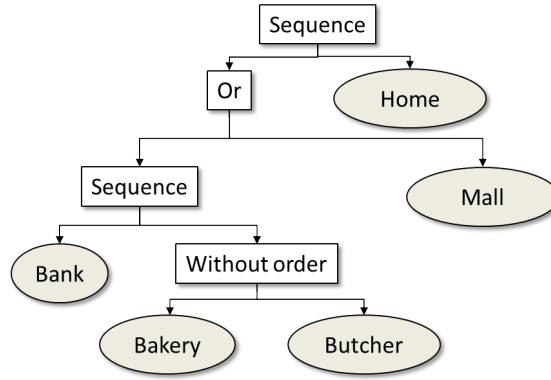 Sequence
Or
Home
Sequence
Mall
Bank
Without order
Bakery
Butcher